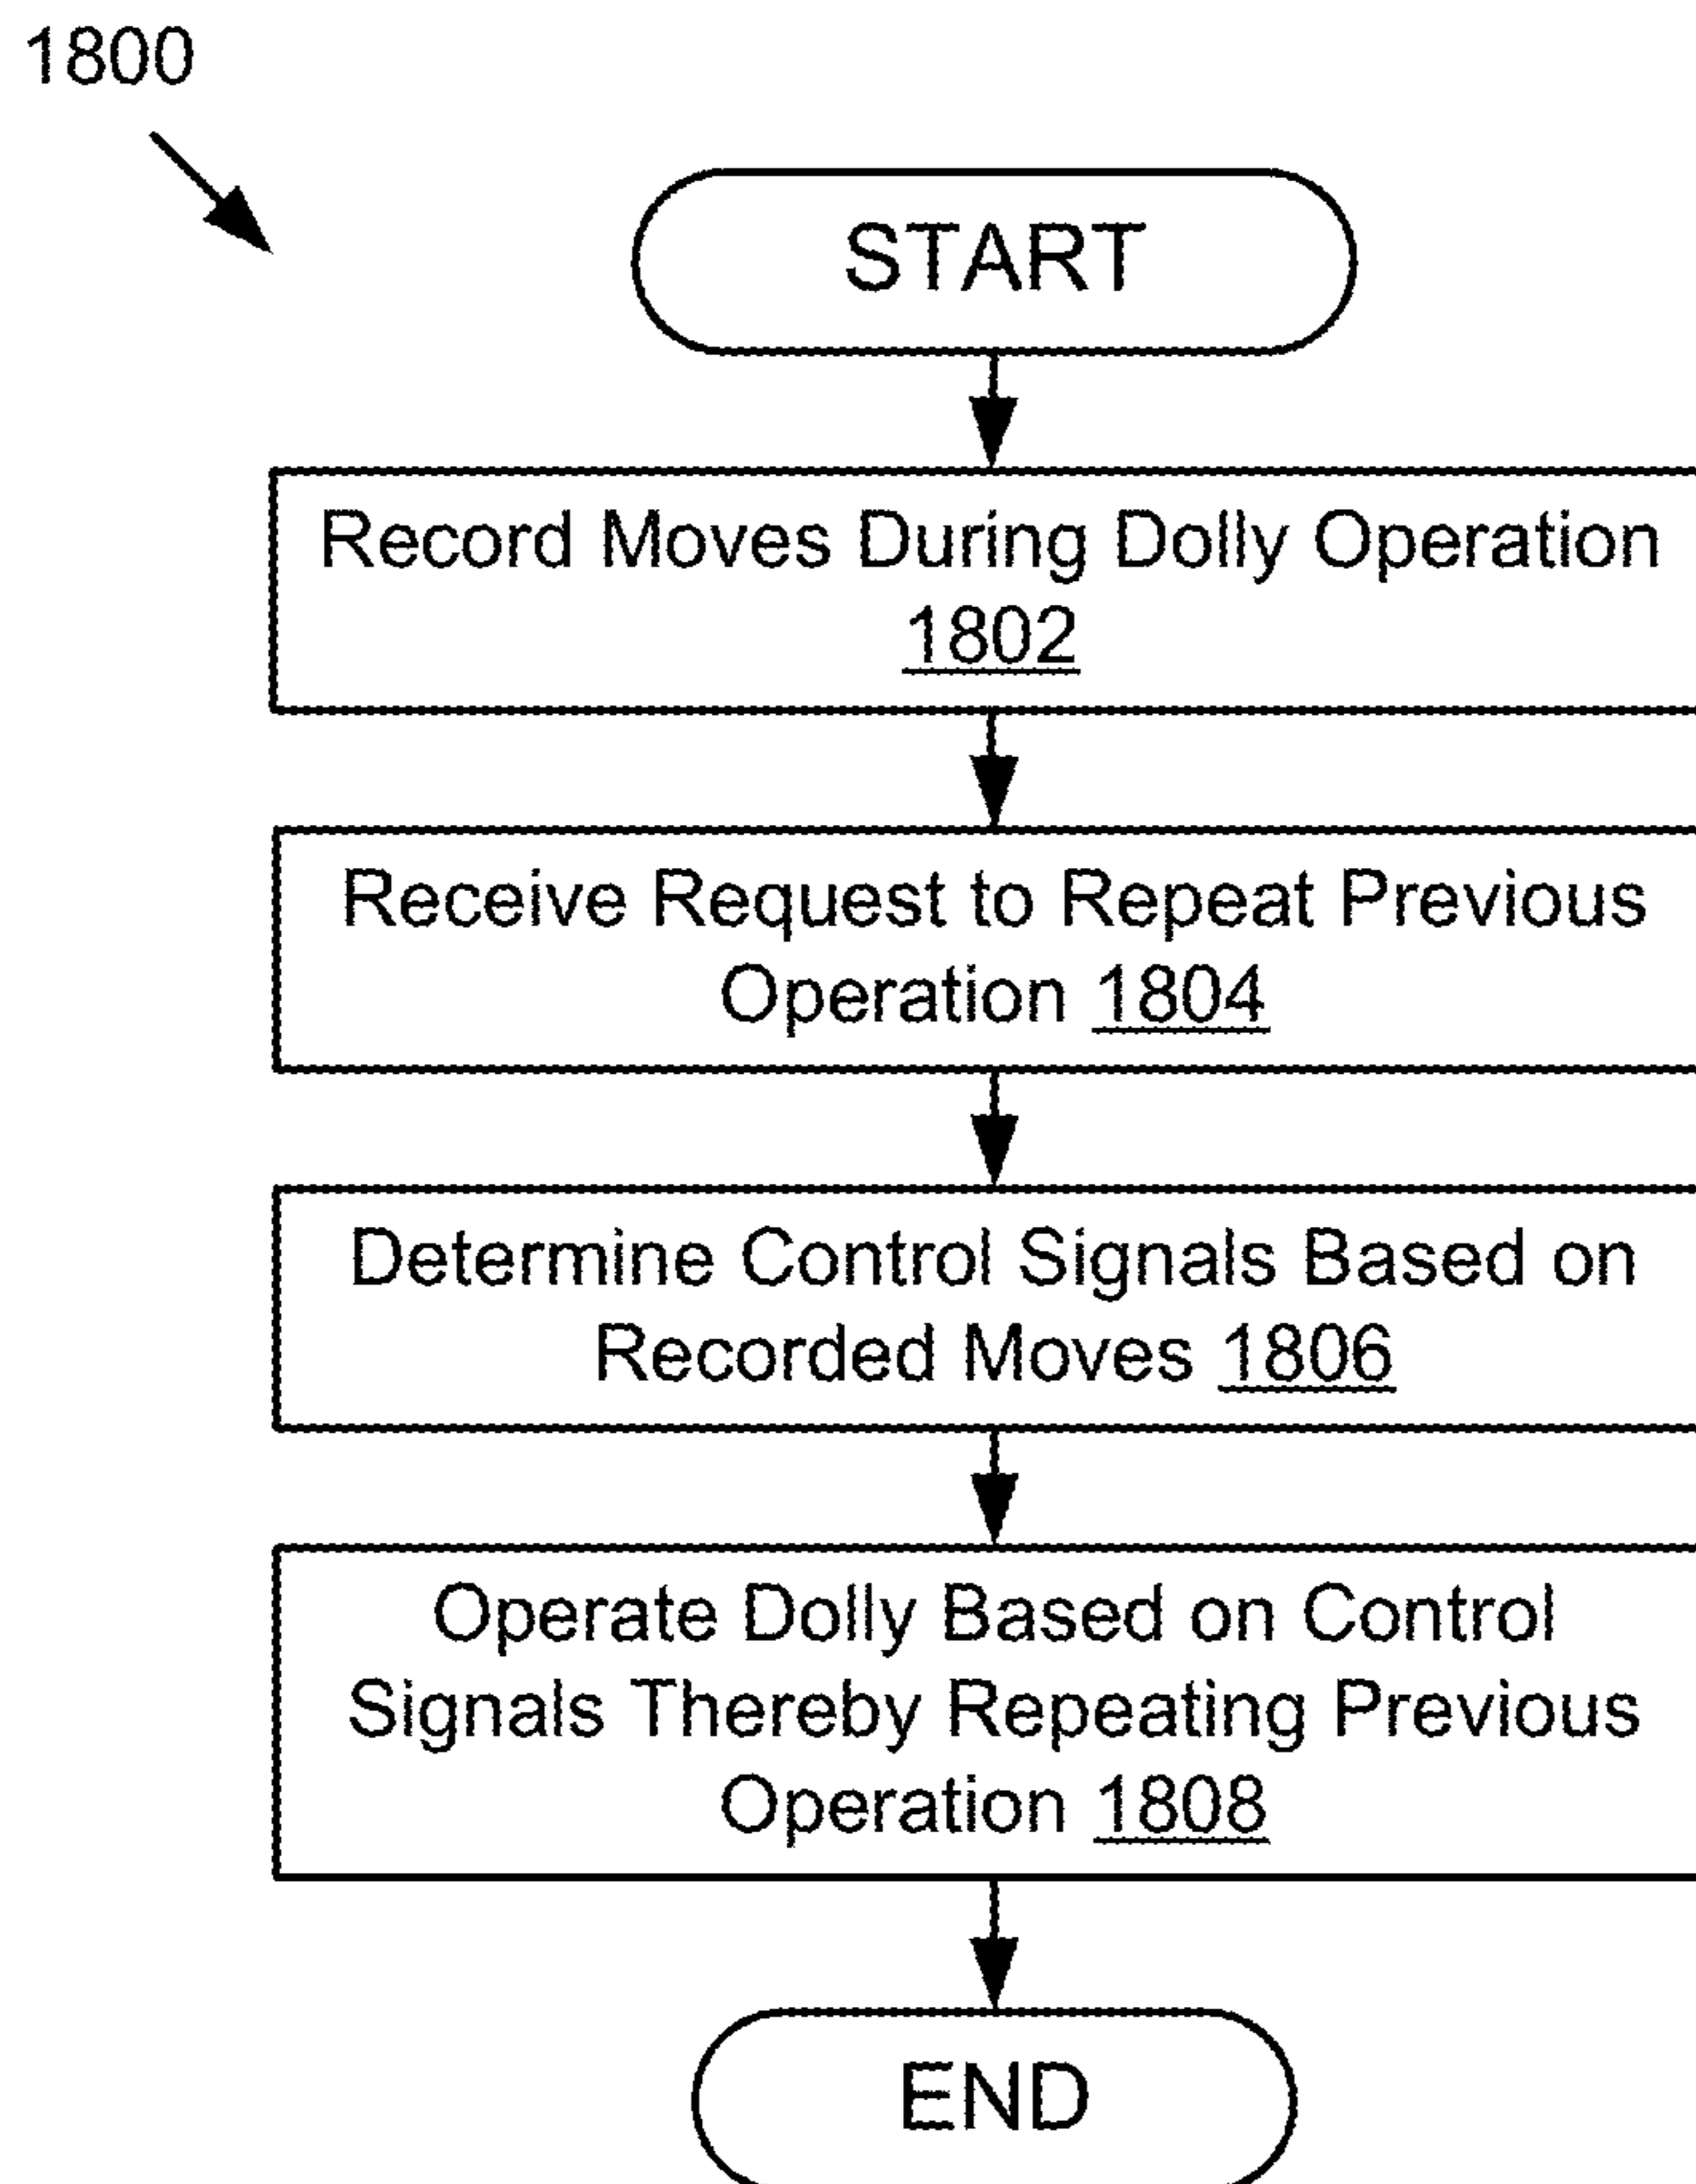 1800
START
Record Moves During Dolly Operation
1802
Receive Request to Repeat Previous
Operation 1804
Determine Control Signals Based on
Recorded Moves 1806
Operate Dolly Based on Control
Signals Thereby Repeating Previous
Operation 1808
END